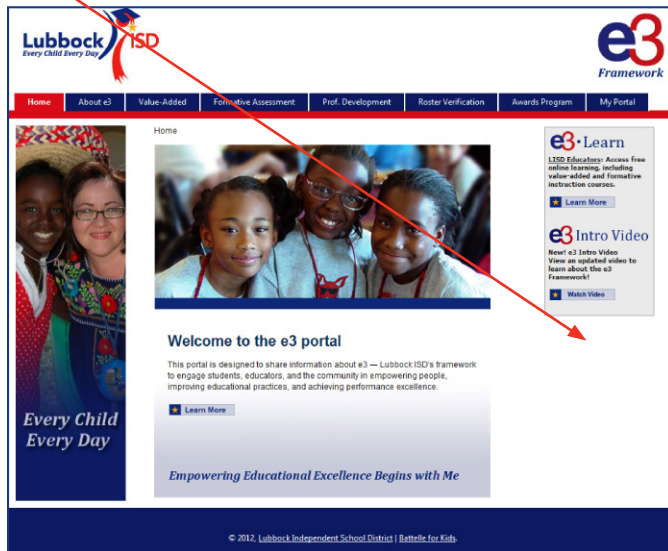 Lubbock ISD
Every Child Every Day
e3
Framework
Home
About e3
Value-Added
Formative Assessment
Prof. Development
Roster Verification
Awards Program
My Portal
Home
e3·Learn
LISD Educators: Access free
online learning, including
value-added and formative
instruction courses.
Learn More
e3 Intro Video
New! e3 Intro Video
View an updated video to
learn about the e3
Framework!
Watch Video
Welcome to the e3 portal
This portal is designed to share information about e3 — Lubbock ISD's framework
to engage students, educators, and the community in empowering people,
improving educational practices, and achieving performance excellence.
Learn More
Every Child
Every Day
Empowering Educational Excellence Begins with Me
© 2012, Lubbock Independent School District | Battelle for Kids.